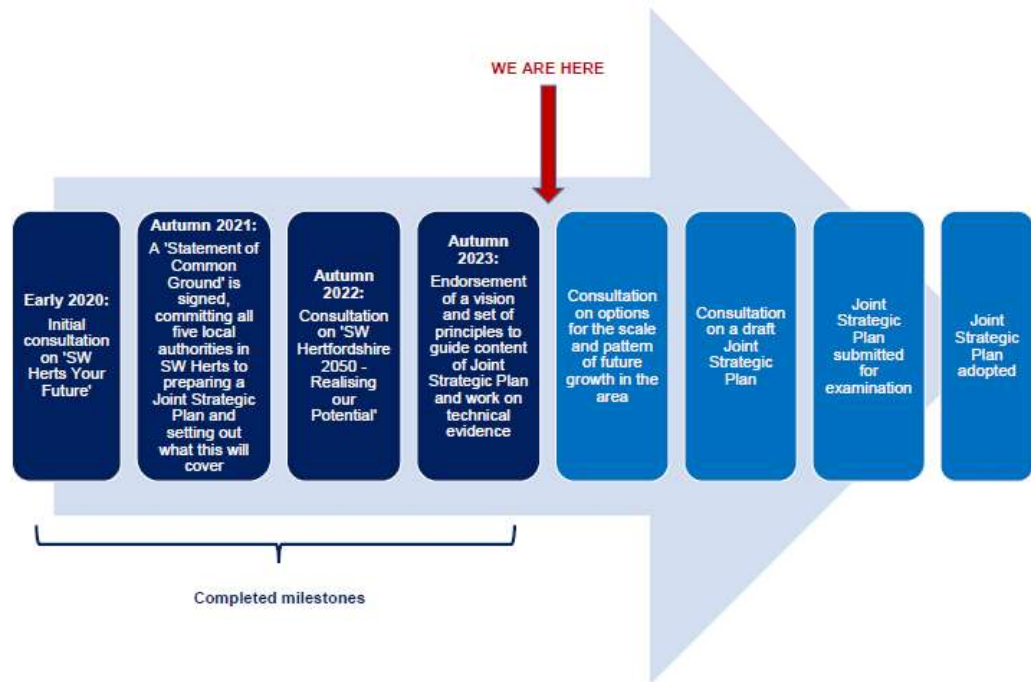 WE ARE HERE
Early 2020:
Initial
consultation
on 'SW
Herts Your
Future'
Autumn 2021:
A 'Statement of
Common
Ground' is
signed,
committing all
five local
authorities in
SW Herts to
preparing a
Joint Strategic
Plan and
setting out
what this will
cover
Autumn
2022:
Consultation
on 'SW
Hertfordshire
2050 -
Realising our
Potential'
Autumn
2023:
Endorsement
of a vision and
set of
principles to
guide content
of Joint
Strategic Plan
and work on
technical
evidence
Consultation
on options
for the scale
and pattern
of future
growth in the
area
Consultation
on a draft
Joint
Strategic
Plan
Joint
Strategic
Plan
submitted
for
examination
Joint
Strategic
Plan
adopted
Completed milestones